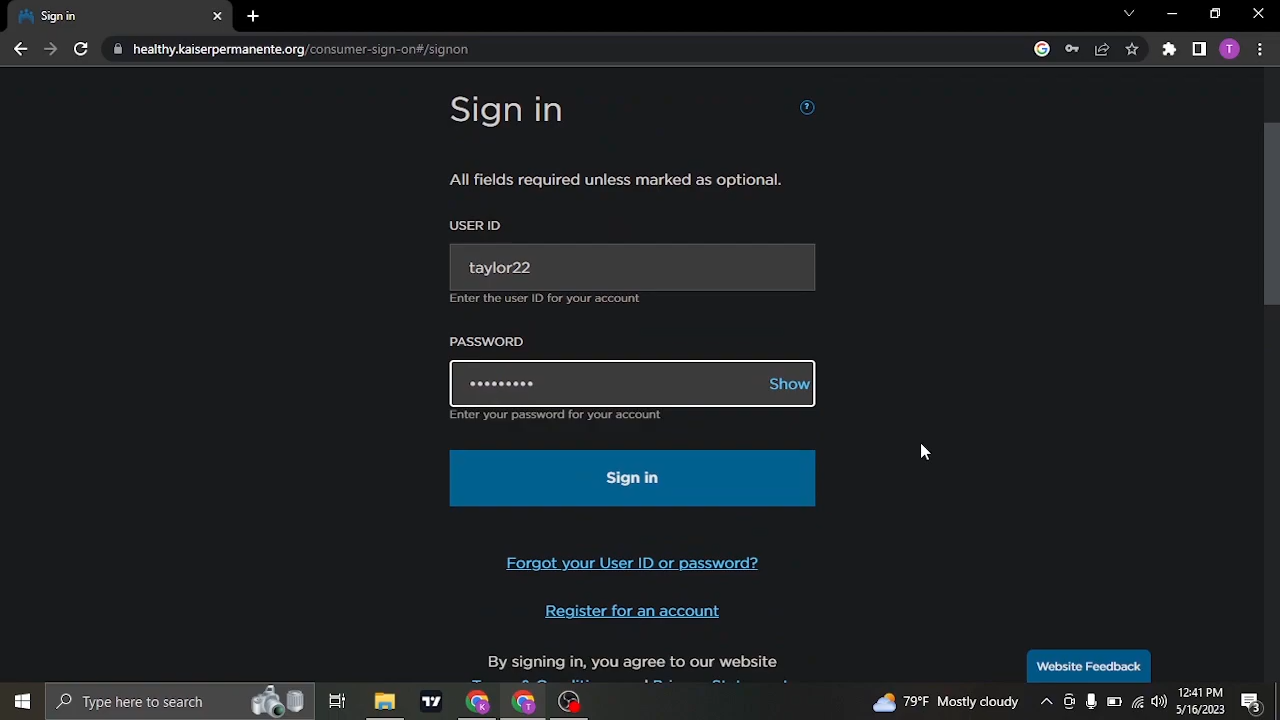 Sign in
healthy.kaiserpermanente.org/consumer-sign-on#/signon
T
Sign in
?
All fields required unless marked as optional.
USER ID
taylor22
Enter the user ID for your account
PASSWORD
•••••••••
Show
Enter your password for your account
Sign in
Forgot your User ID or password?
Register for an account
By signing in, you agree to our website
Website Feedback
Type here to search
K
T
79°F Mostly cloudy
12:41 PM
5/16/2023
3